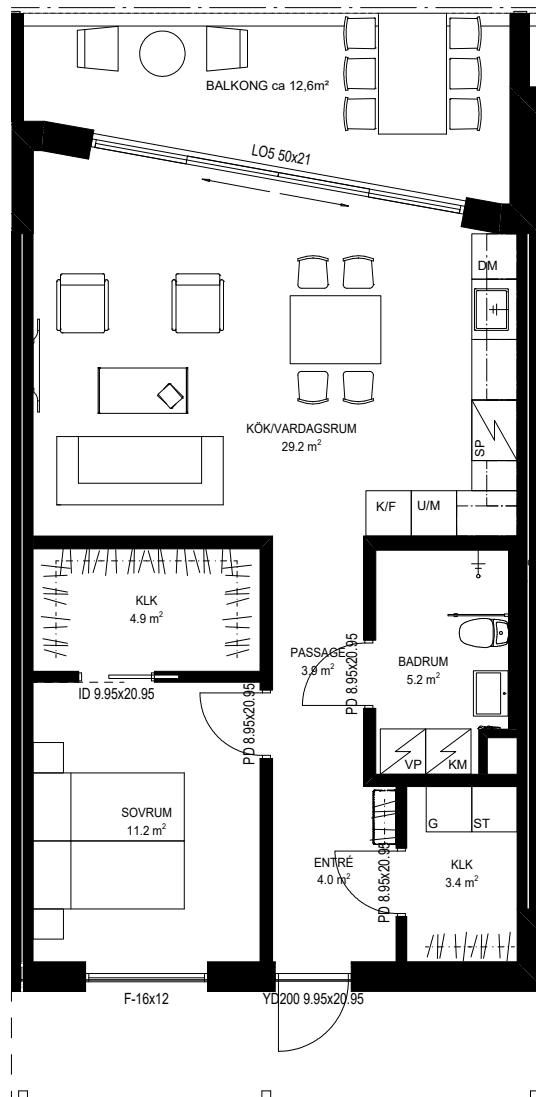 BALKONG ca 12,6m²
LO5 50x21
DM
SP
KÖK/VARDAGSRUM
29.2 m²
K/F
U/M
KLK
4.9 m²
PASSAGE
3.9 m²
PD 8.95x20.95
BADRUM
5.2 m²
ID 9.95x20.95
PD 8.95x20.95
VP
KM
SOVRUM
11.2 m²
G
ST
ENTRÉ
4.0 m²
PD 8.95x20.95
KLK
3.4 m²
F-16x12
YD200 9.95x20.95